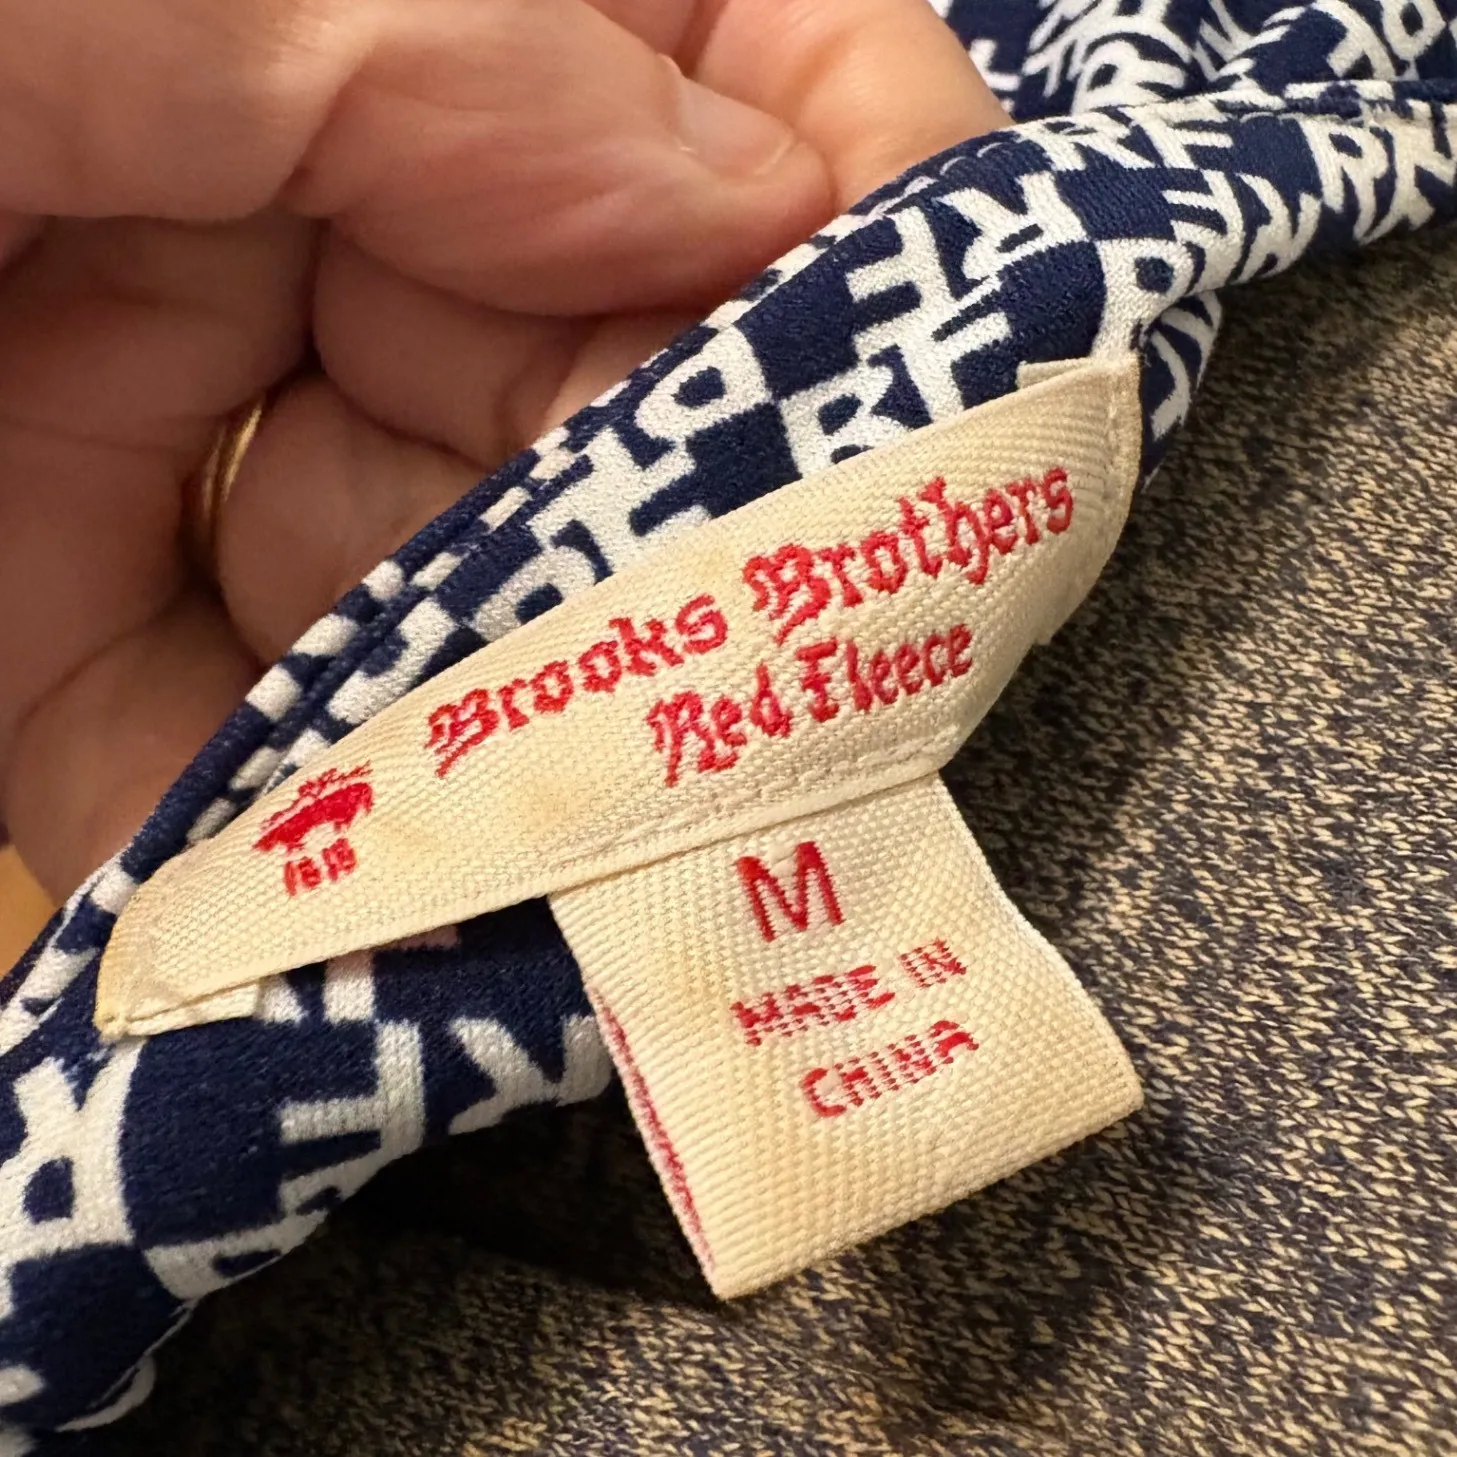 Brooks Brothers
Red Fleece
1818
M
MADE IN
CHINA